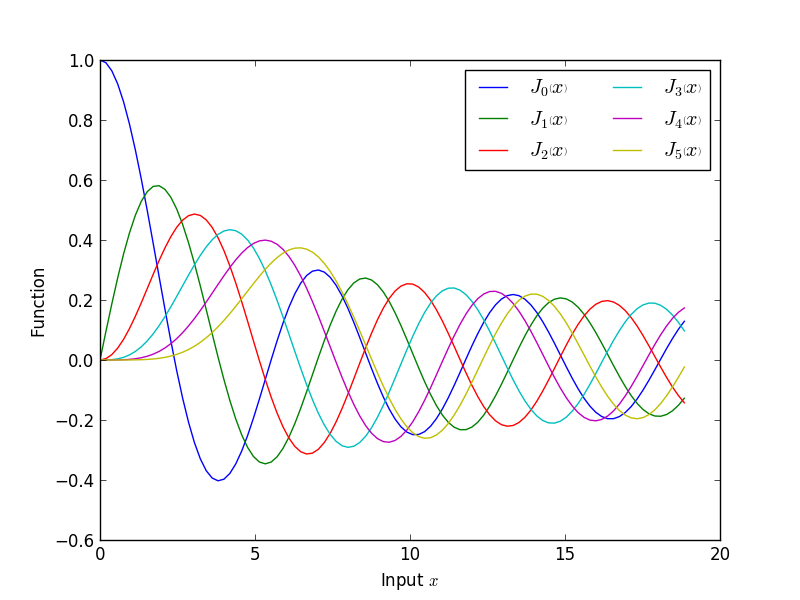 1.0
0.8
0.6
0.4
0.2
0.0
−0.2
−0.4
−0.6
Function
J₀(x)
J₁(x)
J₂(x)
J₃(x)
J₄(x)
J₅(x)
0 5 10 15 20
Input x